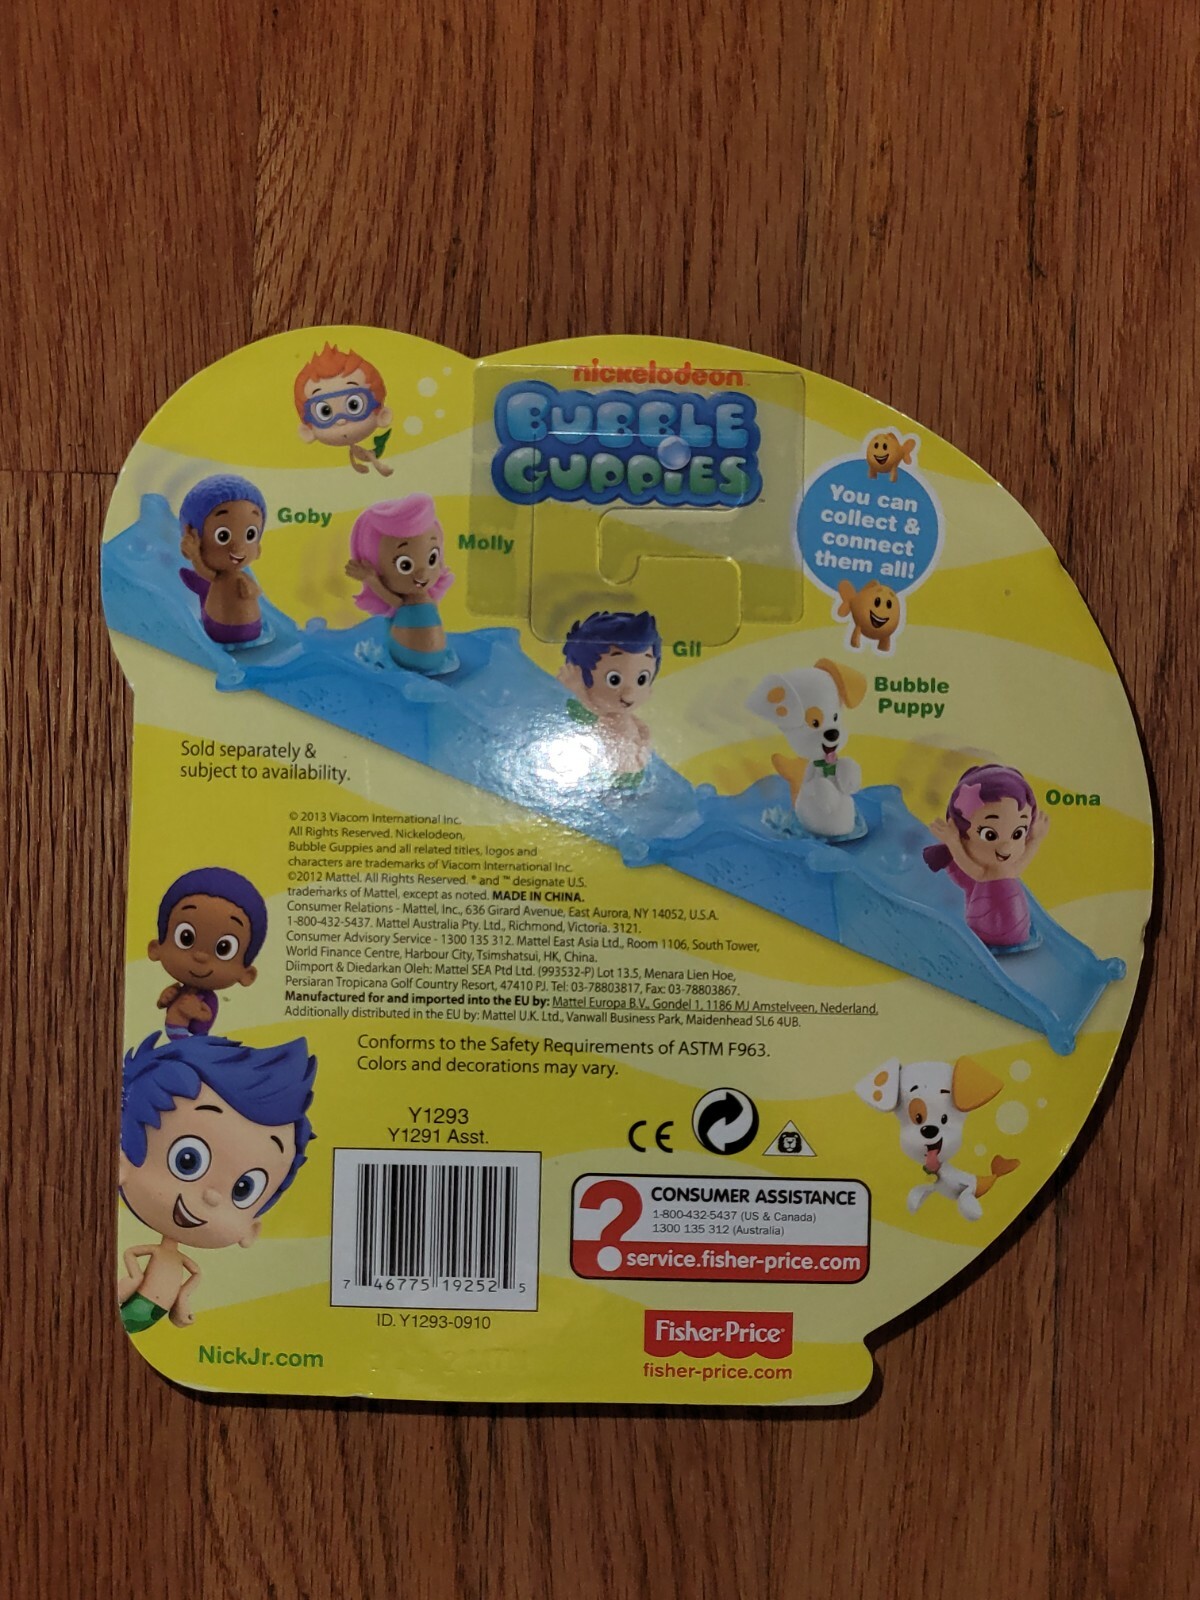 nickelodeon™
BUBBLE
GUPPIES™
You can
collect &
connect
them all!
Goby
Molly
Gil
Bubble
Puppy
Oona
Sold separately &
subject to availability.
© 2013 Viacom International Inc.
All Rights Reserved. Nickelodeon,
Bubble Guppies and all related titles, logos and
characters are trademarks of Viacom International Inc.
©2012 Mattel. All Rights Reserved. ® and ™ designate U.S.
trademarks of Mattel, except as noted. MADE IN CHINA.
Consumer Relations - Mattel, Inc., 636 Girard Avenue, East Aurora, NY 14052, U.S.A.
1-800-432-5437. Mattel Australia Pty. Ltd., Richmond, Victoria. 3121.
Consumer Advisory Service - 1300 135 312. Mattel East Asia Ltd., Room 1106, South Tower,
World Finance Centre, Harbour City, Tsimshatsui, HK, China.
Diimport & Diedarkan Oleh: Mattel SEA Ptd Ltd. (993532-P) Lot 13.5, Menara Lien Hoe,
Persiaran Tropicana Golf Country Resort, 47410 PJ. Tel: 03-78803817, Fax: 03-78803867.
Manufactured for and imported into the EU by: Mattel Europa B.V., Gondel 1, 1186 MJ Amstelveen, Nederland.
Additionally distributed in the EU by: Mattel U.K. Ltd., Vanwall Business Park, Maidenhead SL6 4UB.
Conforms to the Safety Requirements of ASTM F963.
Colors and decorations may vary.
Y1293
Y1291 Asst.
7 46775 19252 5
ID. Y1293-0910
CE
?
CONSUMER ASSISTANCE
1-800-432-5437 (US & Canada)
1300 135 312 (Australia)
service.fisher-price.com
Fisher-Price®
fisher-price.com
NickJr.com